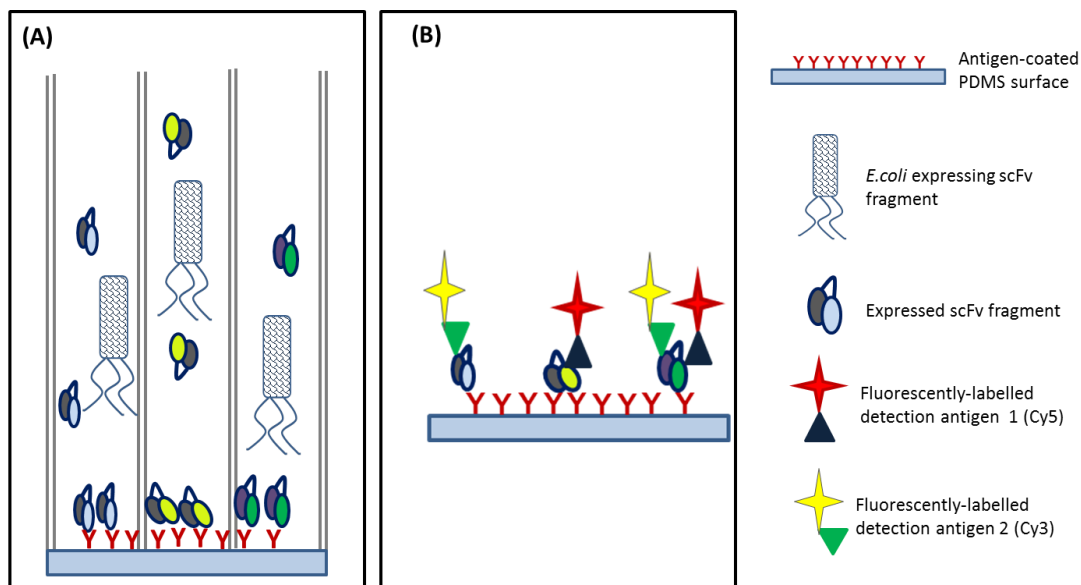 (A)
(B)
Antigen-coated
PDMS surface
E.coli expressing scFv
fragment
Expressed scFv fragment
Fluorescently-labelled
detection antigen 1 (Cy5)
Fluorescently-labelled
detection antigen 2 (Cy3)